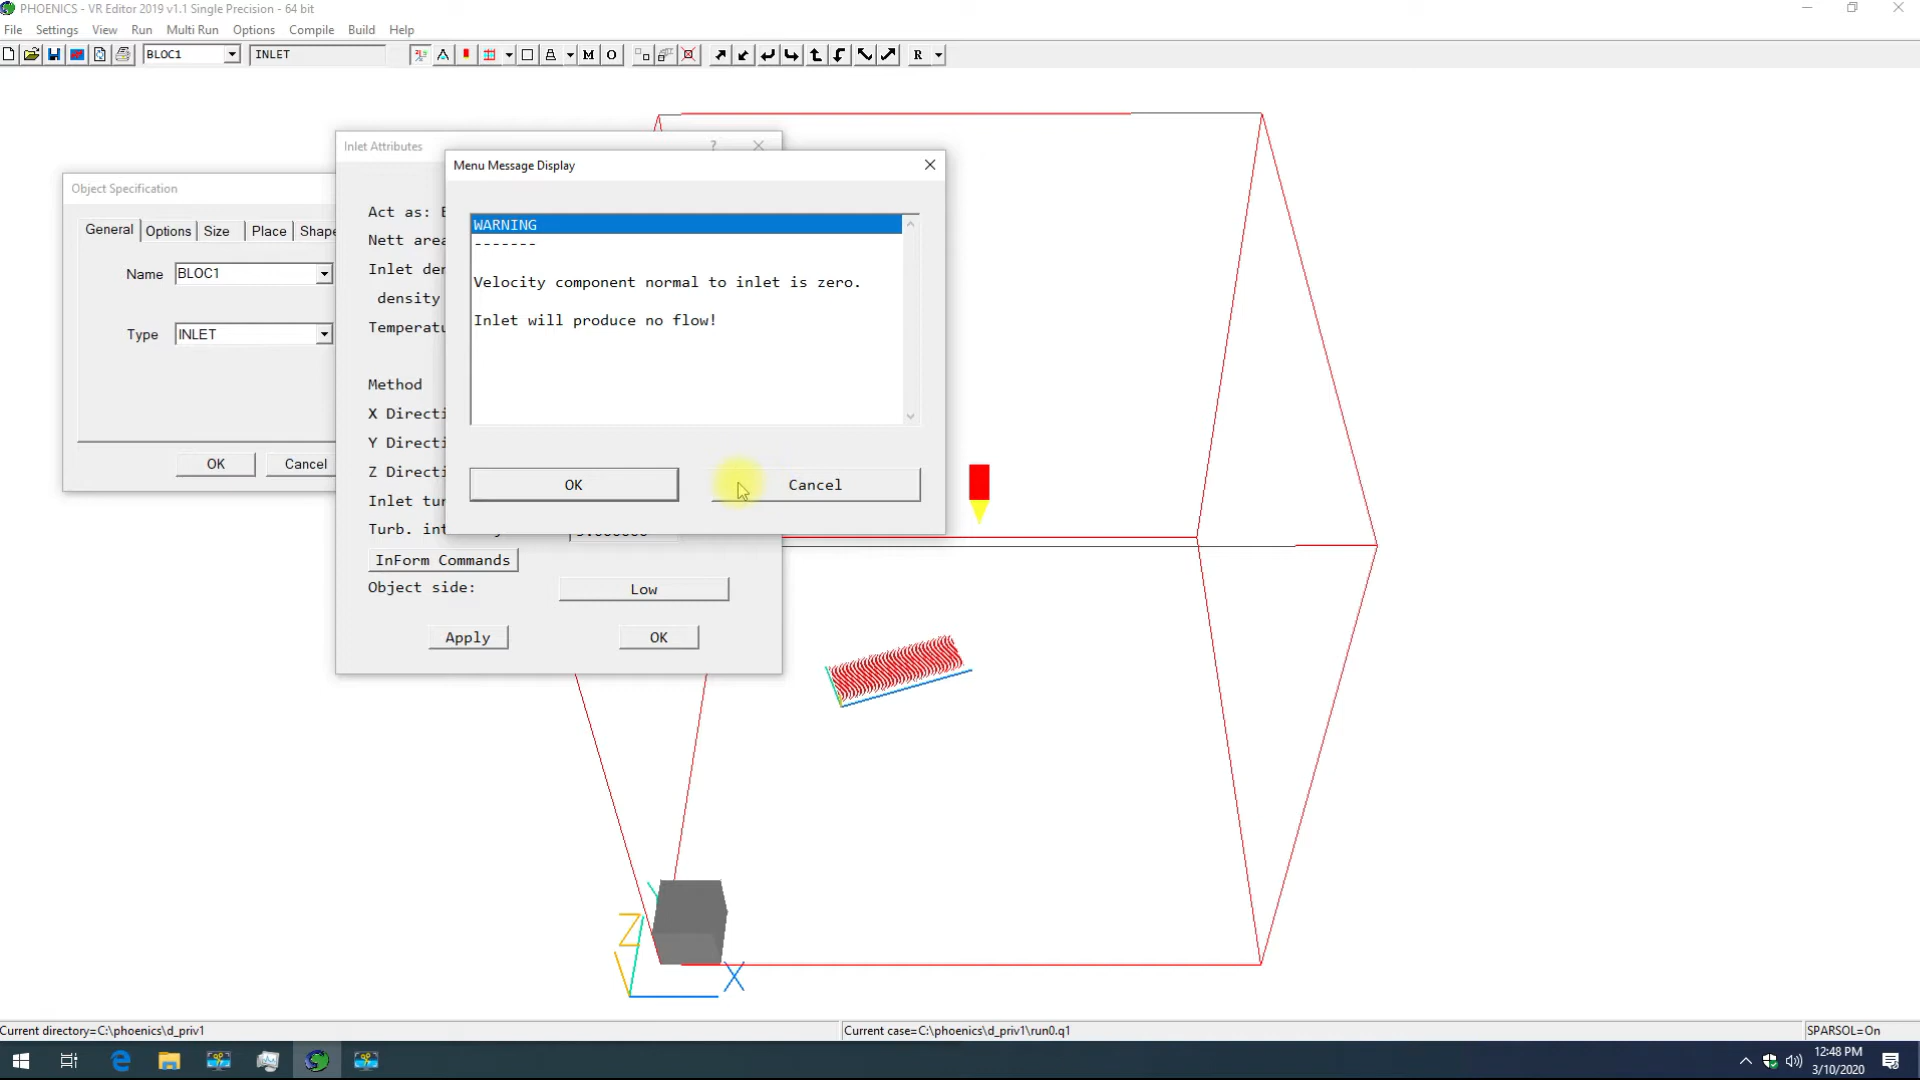 PHOENICS - VR Editor 2019 v1.1 Single Precision - 64 bit
File Settings View Run Multi Run Options Compile Build Help
BLOC1 INLET M O R
Inlet Attributes ?
Menu Message Display
Object Specification
General Options Size Place Shape
Name BLOC1
Type INLET
OK Cancel
Act as:
Nett area
Inlet den
density
Temperatu
Method
X Directi
Y Directi
Z Directi
Inlet tur
Turb. int
InForm Commands
Object side: Low
Apply OK
WARNING
-------
Velocity component normal to inlet is zero.
Inlet will produce no flow!
OK Cancel
Z
X
Current directory=C:\phoenics\d_priv1 Current case=C:\phoenics\d_priv1\run0.q1 SPARSOL=On
12:48 PM
3/10/2020